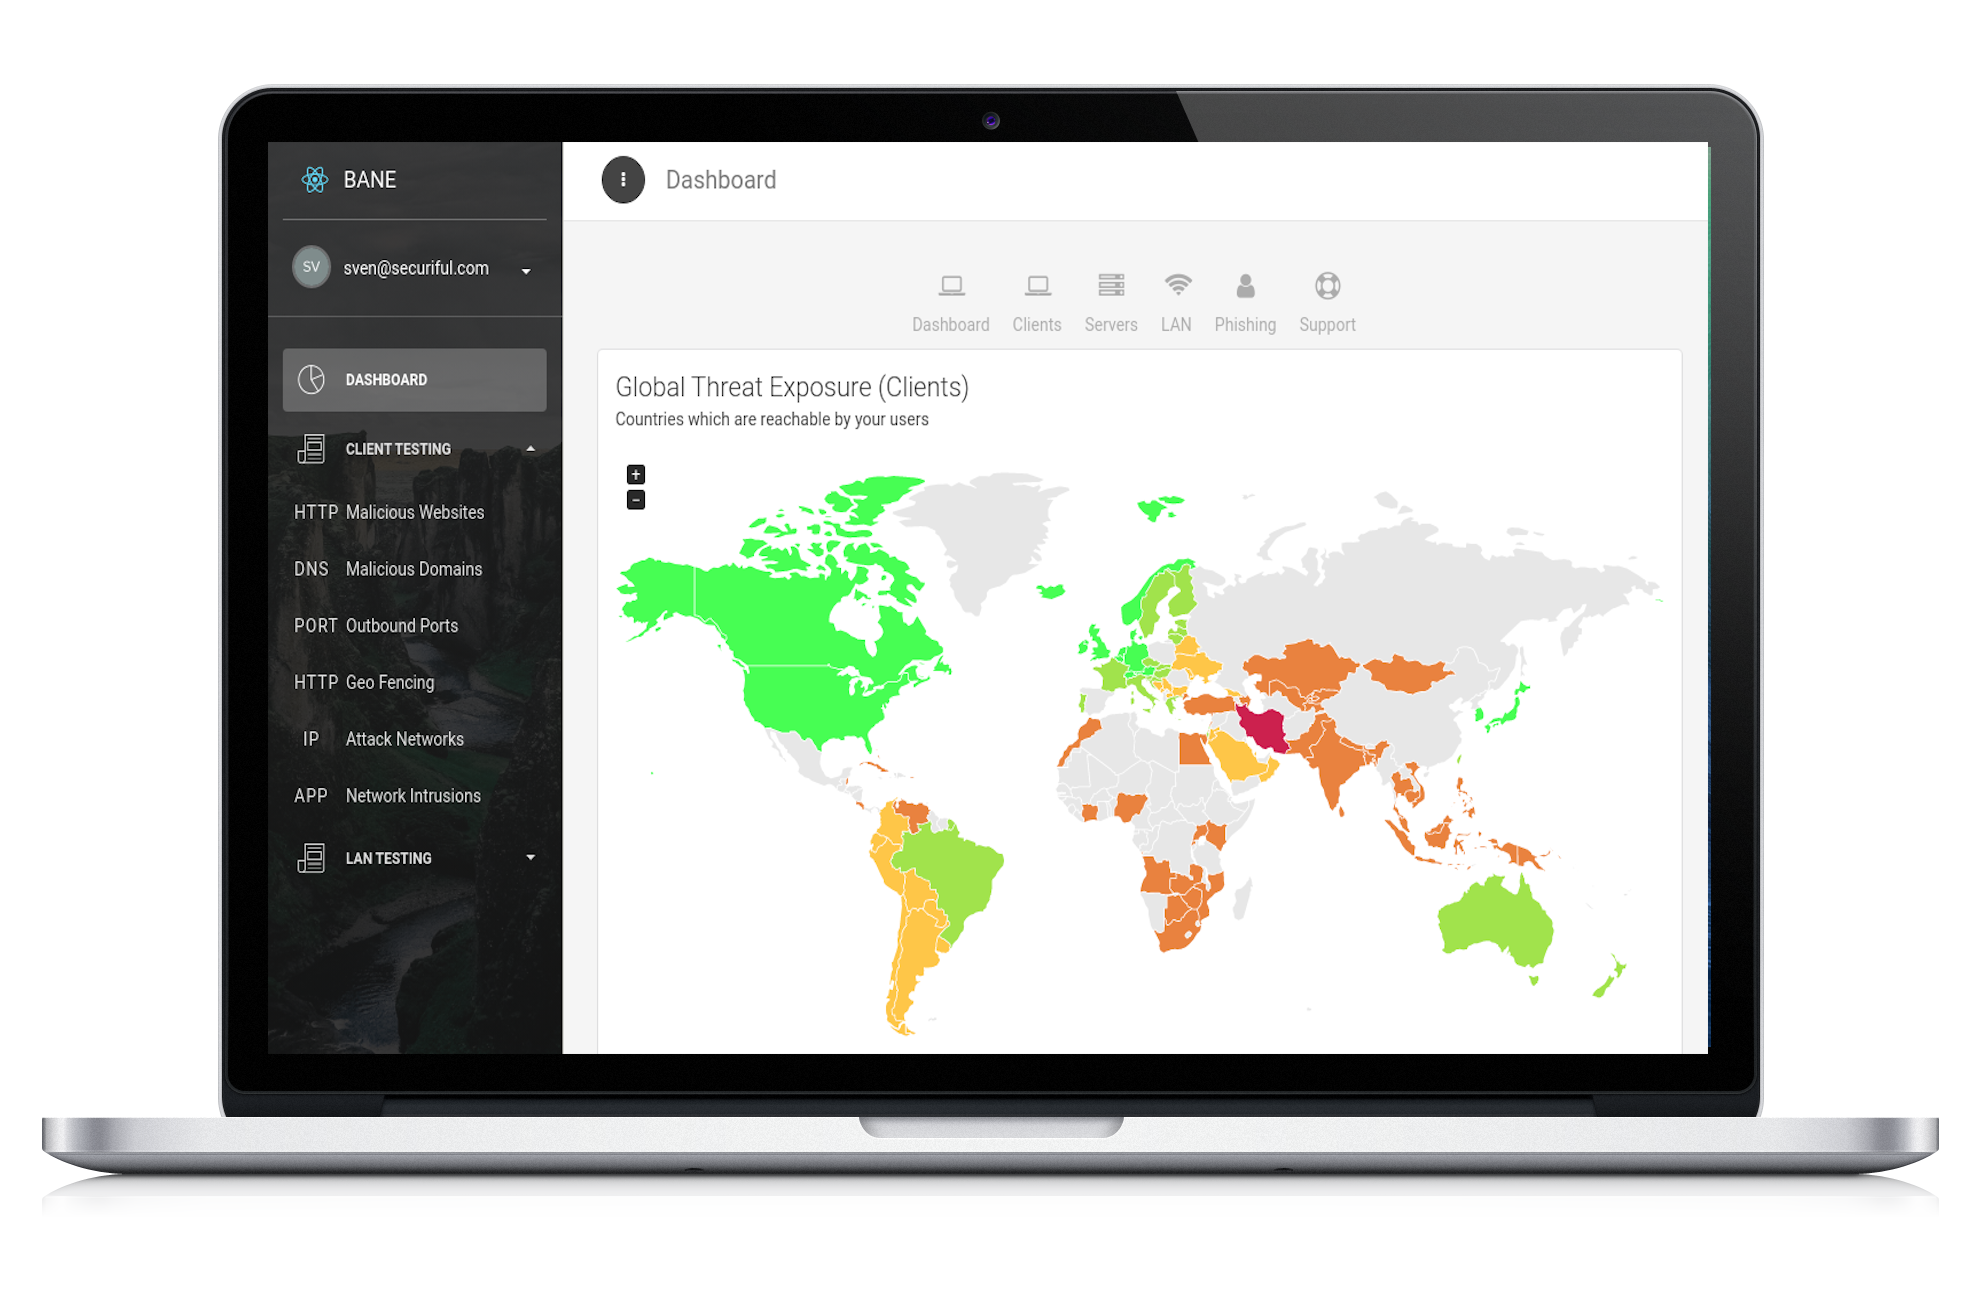 BANE
SV sven@securiful.com
DASHBOARD
CLIENT TESTING
HTTP Malicious Websites
DNS Malicious Domains
PORT Outbound Ports
HTTP Geo Fencing
IP Attack Networks
APP Network Intrusions
LAN TESTING
Dashboard
Dashboard Clients Servers LAN Phishing Support
Global Threat Exposure (Clients)
Countries which are reachable by your users
+
−